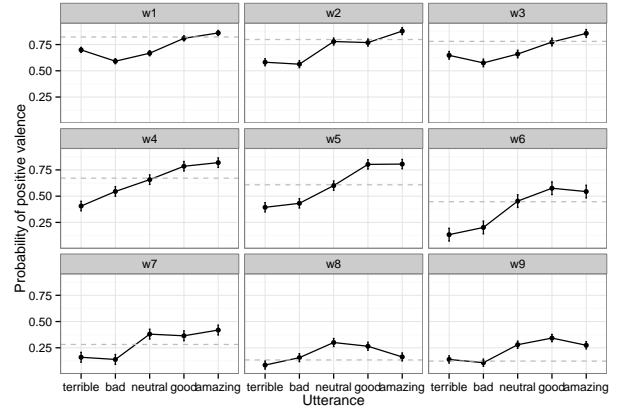 w1 w2 w3
0.75
0.50
0.25
w4 w5 w6
0.75
0.50
0.25
w7 w8 w9
0.75
0.50
0.25
terrible bad neutral good amazing terrible bad neutral good amazing terrible bad neutral good amazing
Utterance
Probability of positive valence